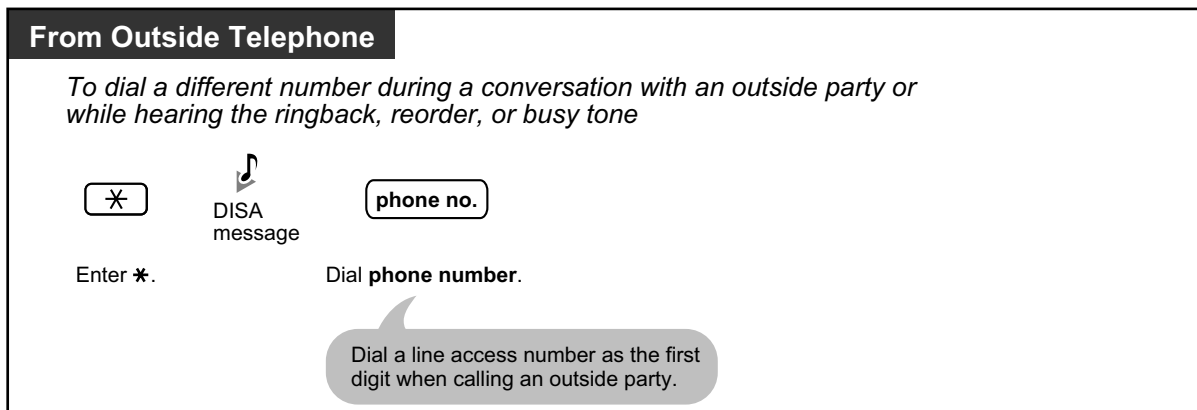 From Outside Telephone
To dial a different number during a conversation with an outside party or
while hearing the ringback, reorder, or busy tone
DISA
message
phone no.
Enter ✱.
Dial phone number.
Dial a line access number as the first
digit when calling an outside party.